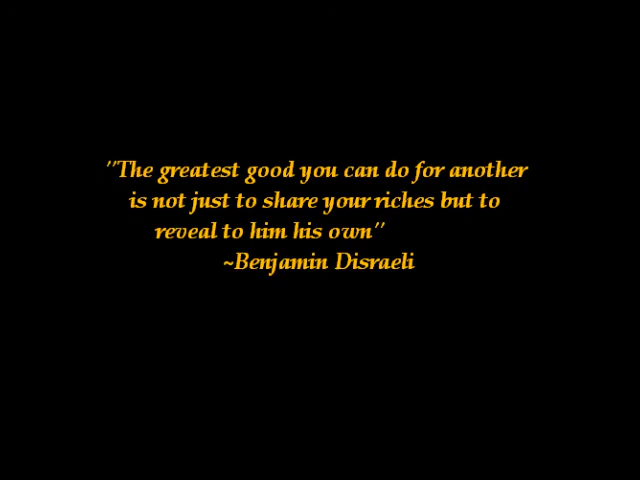 "The greatest good you can do for another
is not just to share your riches but to
reveal to him his own"
~Benjamin Disraeli